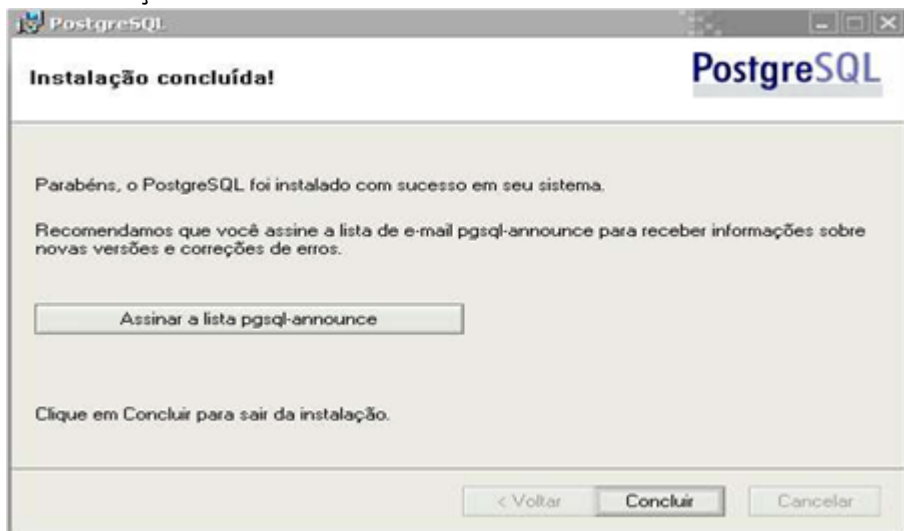 PostgreSQL
Instalação concluída!
PostgreSQL
Parabéns, o PostgreSQL foi instalado com sucesso em seu sistema.
Recomendamos que você assine a lista de e-mail pgsql-announce para receber informações sobre
novas versões e correções de erros.
Assinar a lista pgsql-announce
Clique em Concluir para sair da instalação.
< Voltar
Concluir
Cancelar